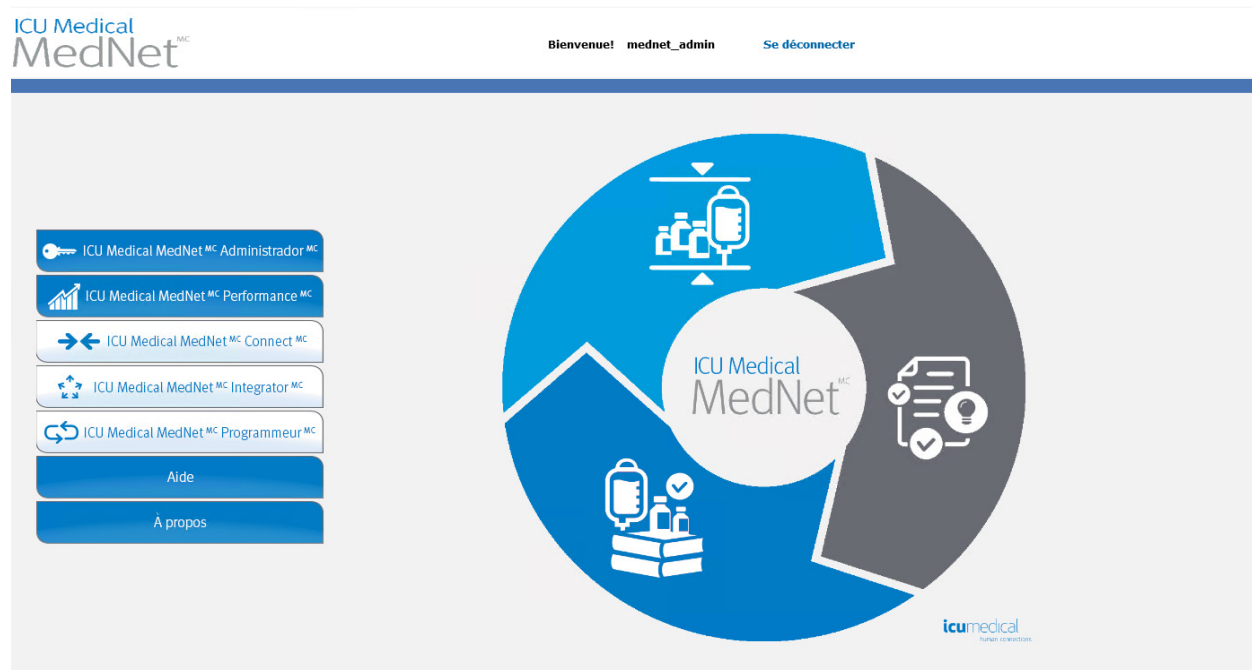 ICU Medical
MedNet MC
Bienvenue! mednet_admin Se déconnecter
ICU Medical MedNet MC Administrador MC
ICU Medical MedNet MC Performance MC
ICU Medical MedNet MC Connect MC
ICU Medical MedNet MC Integrator MC
ICU Medical MedNet MC Programmeur MC
Aide
À propos
ICU Medical
MedNet MC
icumedical
human connections